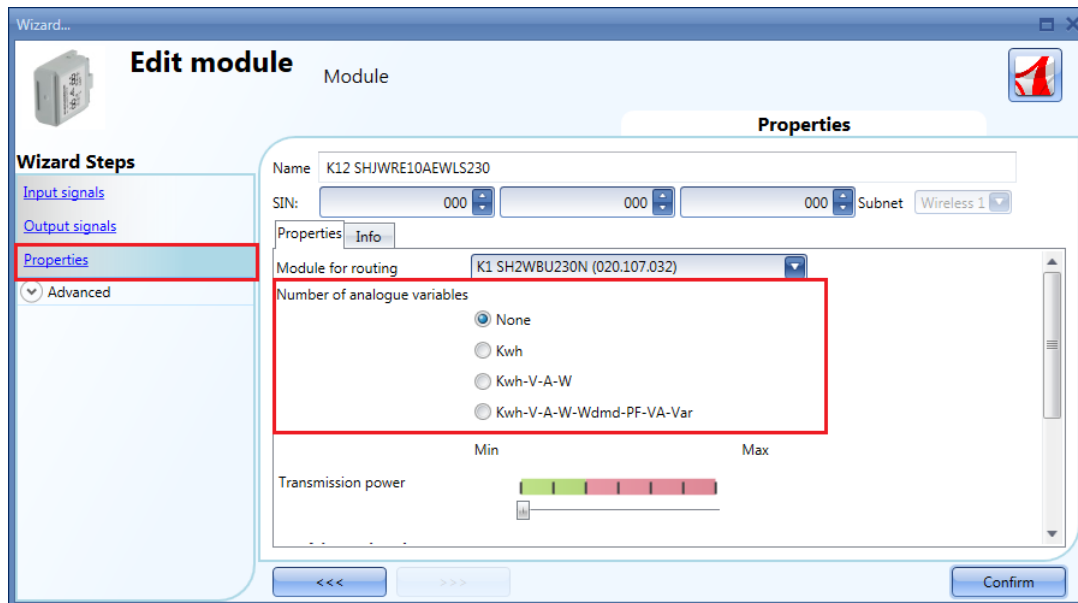 Wizard...
Edit module
Module
Properties
Wizard Steps
Input signals
Output signals
Properties
Advanced
Name K12 SHJWRE10AEWLS230
SIN: 000 000 000 Subnet Wireless 1
Properties Info
Module for routing K1 SH2WBU230N (020.107.032)
Number of analogue variables
None
Kwh
Kwh-V-A-W
Kwh-V-A-W-Wdmd-PF-VA-Var
Min Max
Transmission power
<<< >>> Confirm